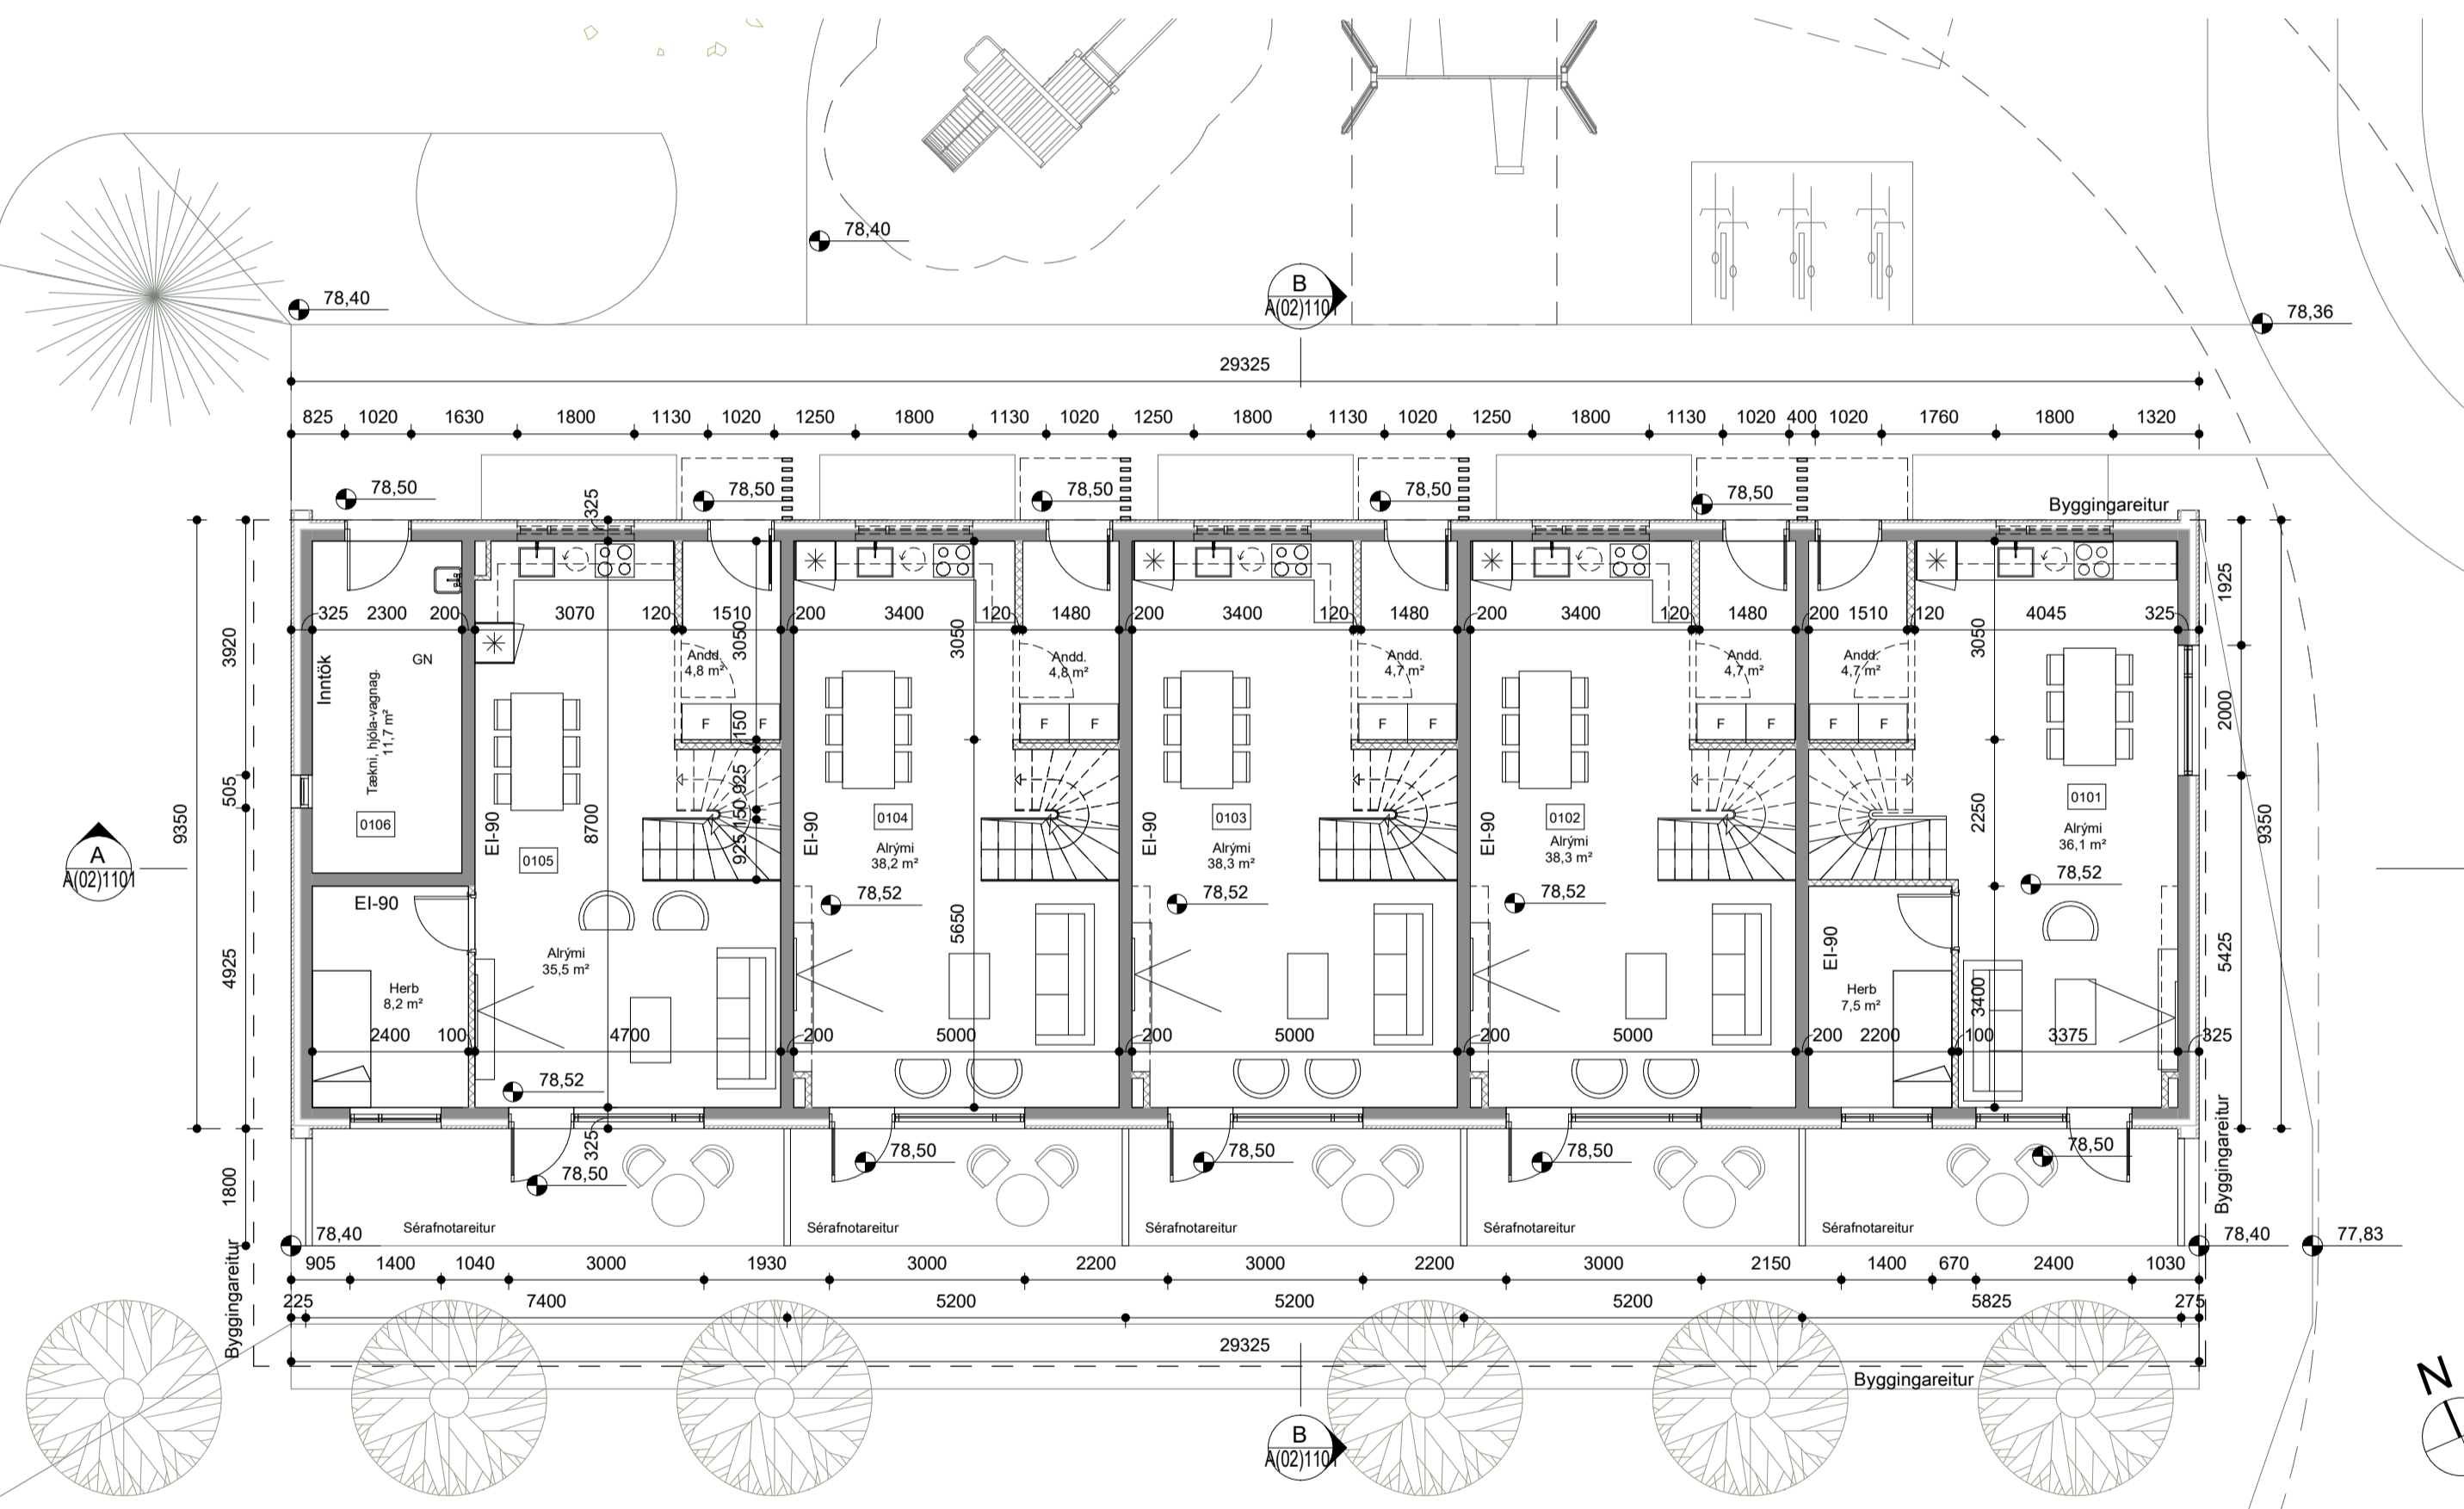 78,40
78,40
B
A(02)1101
78,36
29325
825 1020 1630 1800 1130 1020 1250 1800 1130 1020 1250 1800 1130 1020 1250 1800 1130 1020 400 1020 1760 1800 1320
78,50
325
78,50
78,50
78,50
78,50
Byggingareitur
325 2300 200 3070 120 1510 200 3400 120 1480 200 3400 120 1480 200 3400 120 1480 200 1510 120 4045 325
3920
505
4925
1800
9350
1925
2000
5425
9350
Inntök
GN
Tækni, hjóla-vagnag.
11,7 m²
0106
3050
150
925
150
925
3050
5650
3050
2250
3400
Andd.
4,8 m²
Andd.
4,8 m²
Andd.
4,7 m²
Andd.
4,7 m²
Andd.
4,7 m²
F F
F F
F F
F F
F F
EI-90
8700
EI-90
EI-90
EI-90
0105
0104
0103
0102
0101
Alrými
38,2 m²
Alrými
38,3 m²
Alrými
38,3 m²
Alrými
36,1 m²
A
A(02)1101
EI-90
78,52
78,52
78,52
78,52
Alrými
35,5 m²
EI-90
Herb
8,2 m²
Herb
7,5 m²
2400 100 4700 200 5000 200 5000 200 5000 200 2200 100 3375 325
78,52
325
78,50
78,50
78,50
78,50
78,50
Byggingareitur
Sérafnotareitur
Sérafnotareitur
Sérafnotareitur
Sérafnotareitur
Sérafnotareitur
78,40
78,40
77,83
Byggingareitur
905 1400 1040 3000 1930 3000 2200 3000 2200 3000 2150 1400 670 2400 1030
225 7400 5200 5200 5200 5825 275
29325
Byggingareitur
B
A(02)1101
N